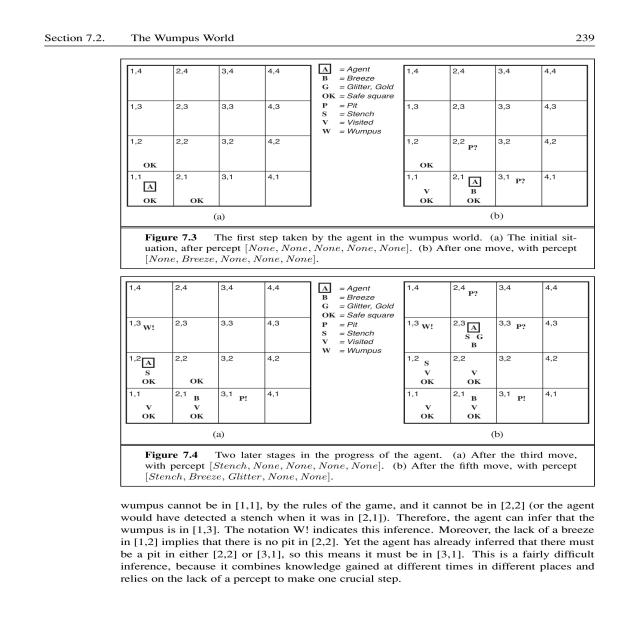 Section 7.2. The Wumpus World 239
1,4 2,4 3,4 4,4
1,3 2,3 3,3 4,3
1,2 2,2 3,2 4,2
OK
1,1 2,1 3,1 4,1
A
OK OK
(a)
A = Agent
B = Breeze
G = Glitter, Gold
OK = Safe square
P = Pit
S = Stench
V = Visited
W = Wumpus
1,4 2,4 3,4 4,4
1,3 2,3 3,3 4,3
1,2 2,2 P? 3,2 4,2
OK
1,1 2,1 A 3,1 P? 4,1
V B
OK OK
(b)
Figure 7.3 The first step taken by the agent in the wumpus world. (a) The initial sit-
uation, after percept [None, None, None, None, None]. (b) After one move, with percept
[None, Breeze, None, None, None].
1,4 2,4 3,4 4,4
1,3 W! 2,3 3,3 4,3
1,2 A 2,2 3,2 4,2
S
OK OK
1,1 2,1 B 3,1 P! 4,1
V V
OK OK
(a)
A = Agent
B = Breeze
G = Glitter, Gold
OK = Safe square
P = Pit
S = Stench
V = Visited
W = Wumpus
1,4 2,4 P? 3,4 4,4
1,3 W! 2,3 A 3,3 P? 4,3
S G
B
1,2 S 2,2 3,2 4,2
V V
OK OK
1,1 2,1 B 3,1 P! 4,1
V V
OK OK
(b)
Figure 7.4 Two later stages in the progress of the agent. (a) After the third move,
with percept [Stench, None, None, None, None]. (b) After the fifth move, with percept
[Stench, Breeze, Glitter, None, None].
wumpus cannot be in [1,1], by the rules of the game, and it cannot be in [2,2] (or the agent
would have detected a stench when it was in [2,1]). Therefore, the agent can infer that the
wumpus is in [1,3]. The notation W! indicates this inference. Moreover, the lack of a breeze
in [1,2] implies that there is no pit in [2,2]. Yet the agent has already inferred that there must
be a pit in either [2,2] or [3,1], so this means it must be in [3,1]. This is a fairly difficult
inference, because it combines knowledge gained at different times in different places and
relies on the lack of a percept to make one crucial step.